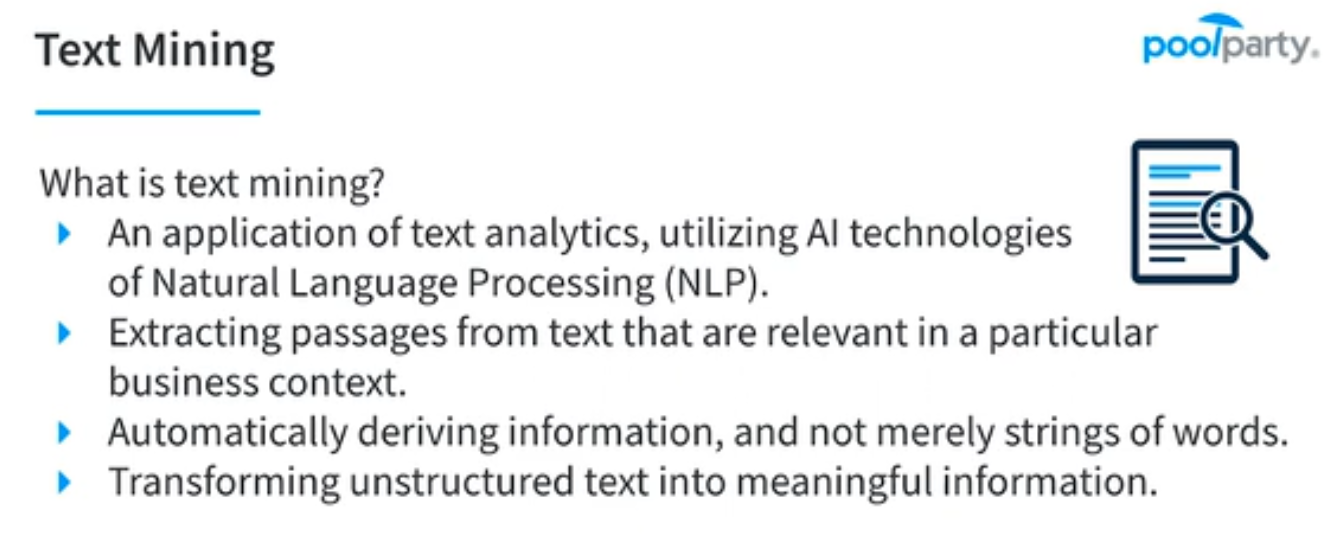 Text Mining
poolparty.
What is text mining?
An application of text analytics, utilizing AI technologies
of Natural Language Processing (NLP).
Extracting passages from text that are relevant in a particular
business context.
Automatically deriving information, and not merely strings of words.
Transforming unstructured text into meaningful information.